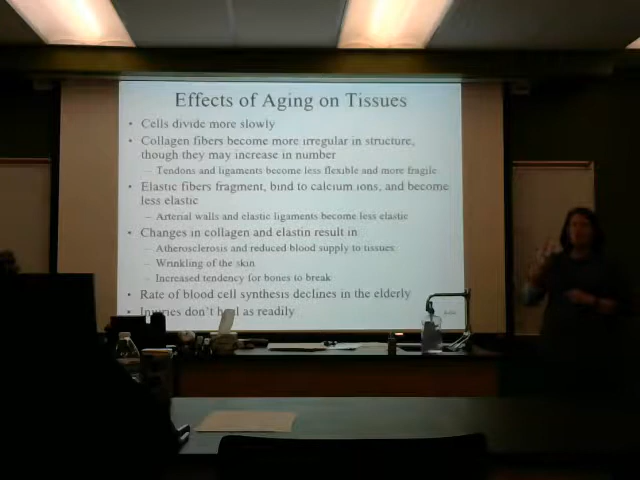 Effects of Aging on Tissues
• Cells divide more slowly
• Collagen fibers become more irregular in structure,
though they may increase in number
– Tendons and ligaments become less flexible and more fragile
• Elastic fibers fragment, bind to calcium ions, and become
less elastic
– Arterial walls and elastic ligaments become less elastic
• Changes in collagen and elastin result in
– Atherosclerosis and reduced blood supply to tissues
– Wrinkling of the skin
– Increased tendency for bones to break
• Rate of blood cell synthesis declines in the elderly
• Injuries don't heal as readily